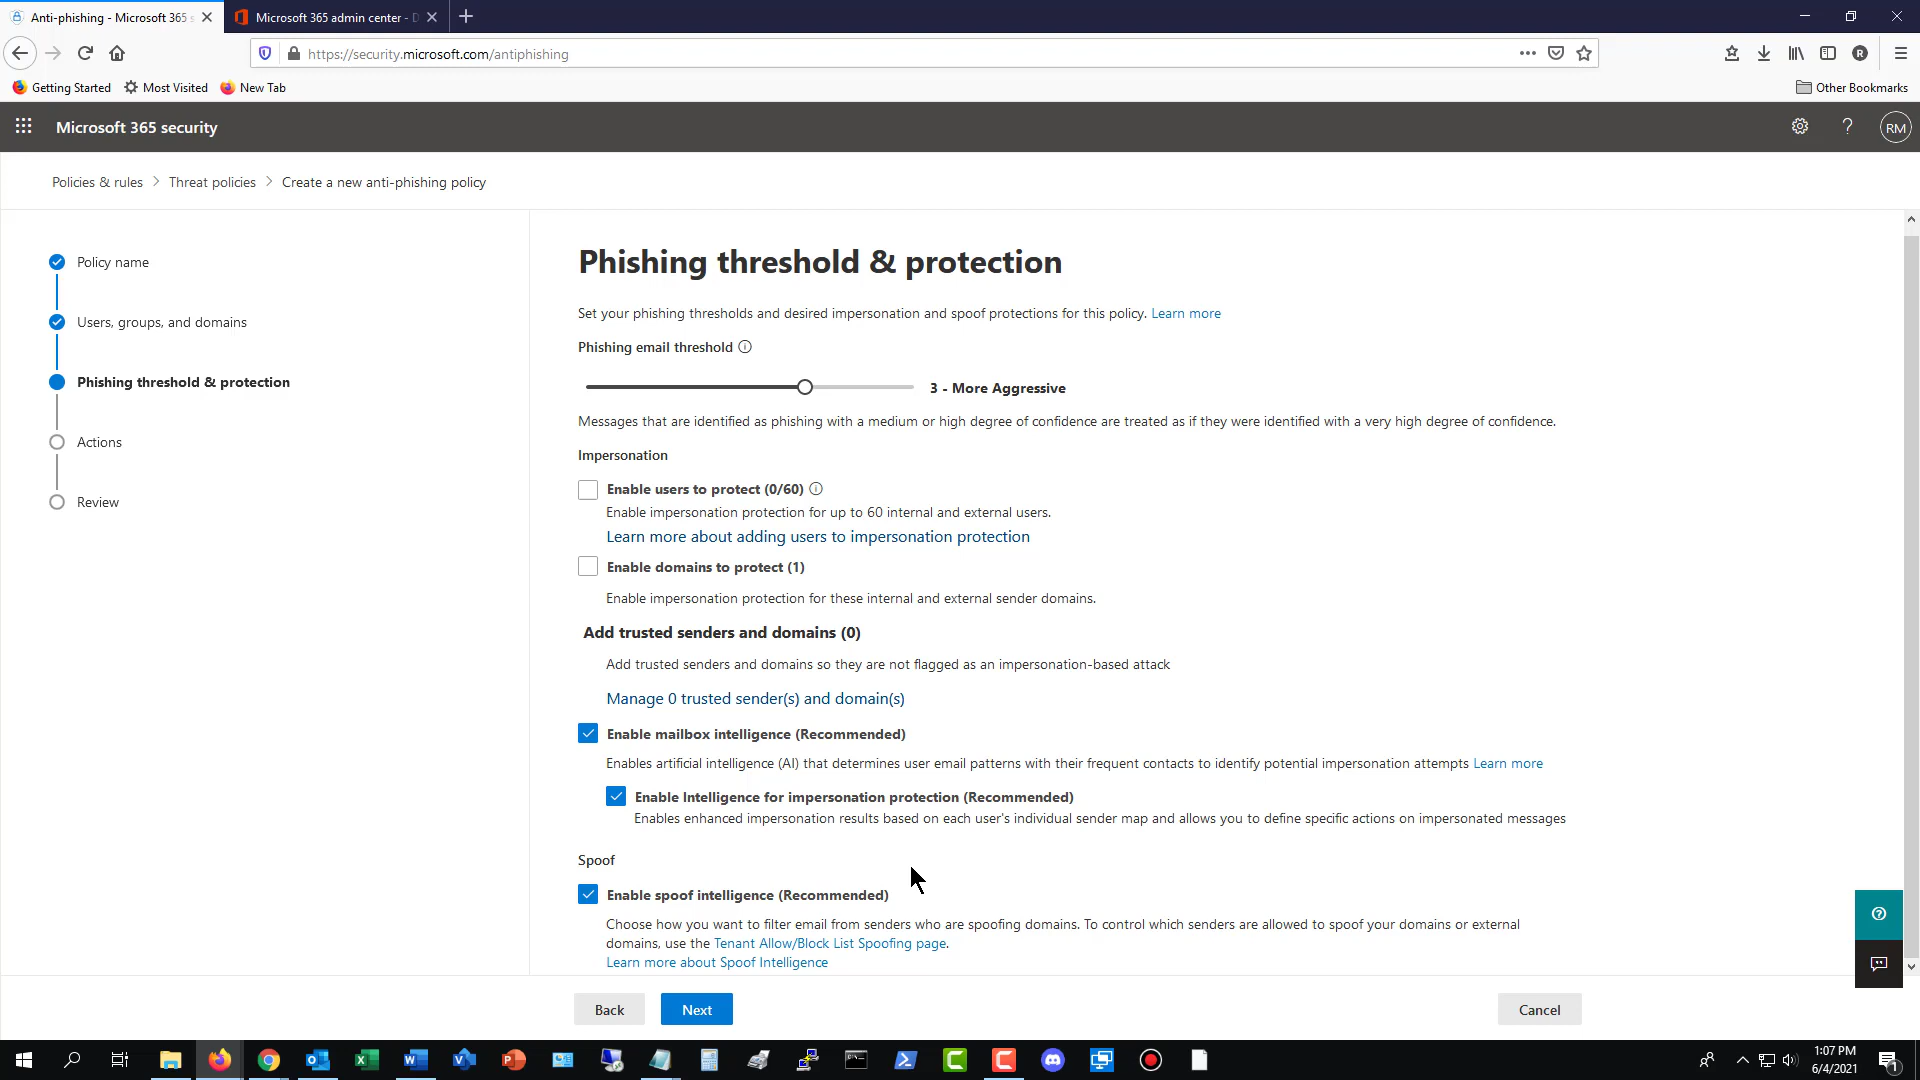 Anti-phishing - Microsoft 365 s
Microsoft 365 admin center - D
https://security.microsoft.com/antiphishing
Getting Started
Most Visited
New Tab
Other Bookmarks
Microsoft 365 security
RM
Policies & rules > Threat policies > Create a new anti-phishing policy
Policy name
Users, groups, and domains
Phishing threshold & protection
Actions
Review
Phishing threshold & protection
Set your phishing thresholds and desired impersonation and spoof protections for this policy. Learn more
Phishing email threshold
3 - More Aggressive
Messages that are identified as phishing with a medium or high degree of confidence are treated as if they were identified with a very high degree of confidence.
Impersonation
Enable users to protect (0/60)
Enable impersonation protection for up to 60 internal and external users.
Learn more about adding users to impersonation protection
Enable domains to protect (1)
Enable impersonation protection for these internal and external sender domains.
Add trusted senders and domains (0)
Add trusted senders and domains so they are not flagged as an impersonation-based attack
Manage 0 trusted sender(s) and domain(s)
Enable mailbox intelligence (Recommended)
Enables artificial intelligence (AI) that determines user email patterns with their frequent contacts to identify potential impersonation attempts Learn more
Enable Intelligence for impersonation protection (Recommended)
Enables enhanced impersonation results based on each user's individual sender map and allows you to define specific actions on impersonated messages
Spoof
Enable spoof intelligence (Recommended)
Choose how you want to filter email from senders who are spoofing domains. To control which senders are allowed to spoof your domains or external
domains, use the Tenant Allow/Block List Spoofing page.
Learn more about Spoof Intelligence
Back
Next
Cancel
1:07 PM
6/4/2021